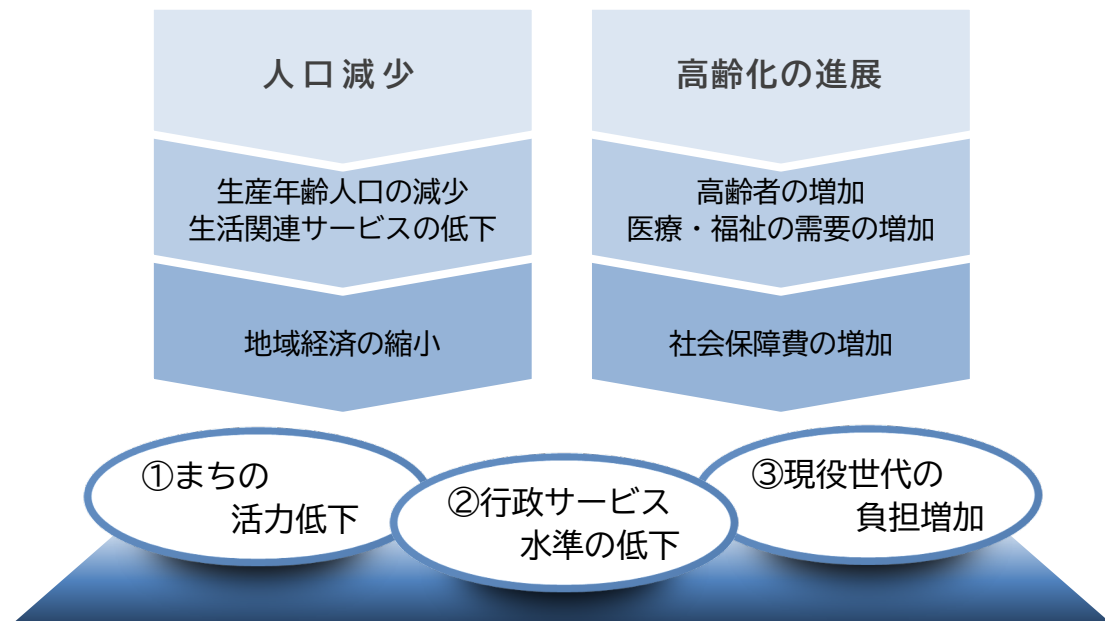 人口減少
生産年齢人口の減少
生活関連サービスの低下
地域経済の縮小
高齢化の進展
高齢者の増加
医療・福祉の需要の増加
社会保障費の増加
①まちの
活力低下
②行政サービス
水準の低下
③現役世代の
負担増加